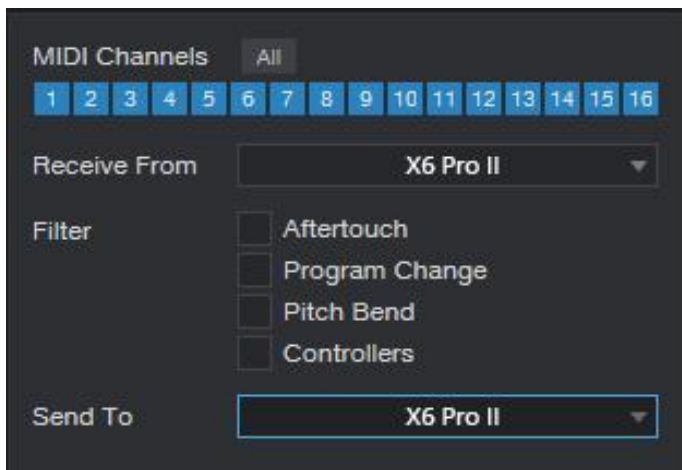 MIDI Channels All
1 2 3 4 5 6 7 8 9 10 11 12 13 14 15 16
Receive From X6 Pro II
Filter Aftertouch
Program Change
Pitch Bend
Controllers
Send To X6 Pro II